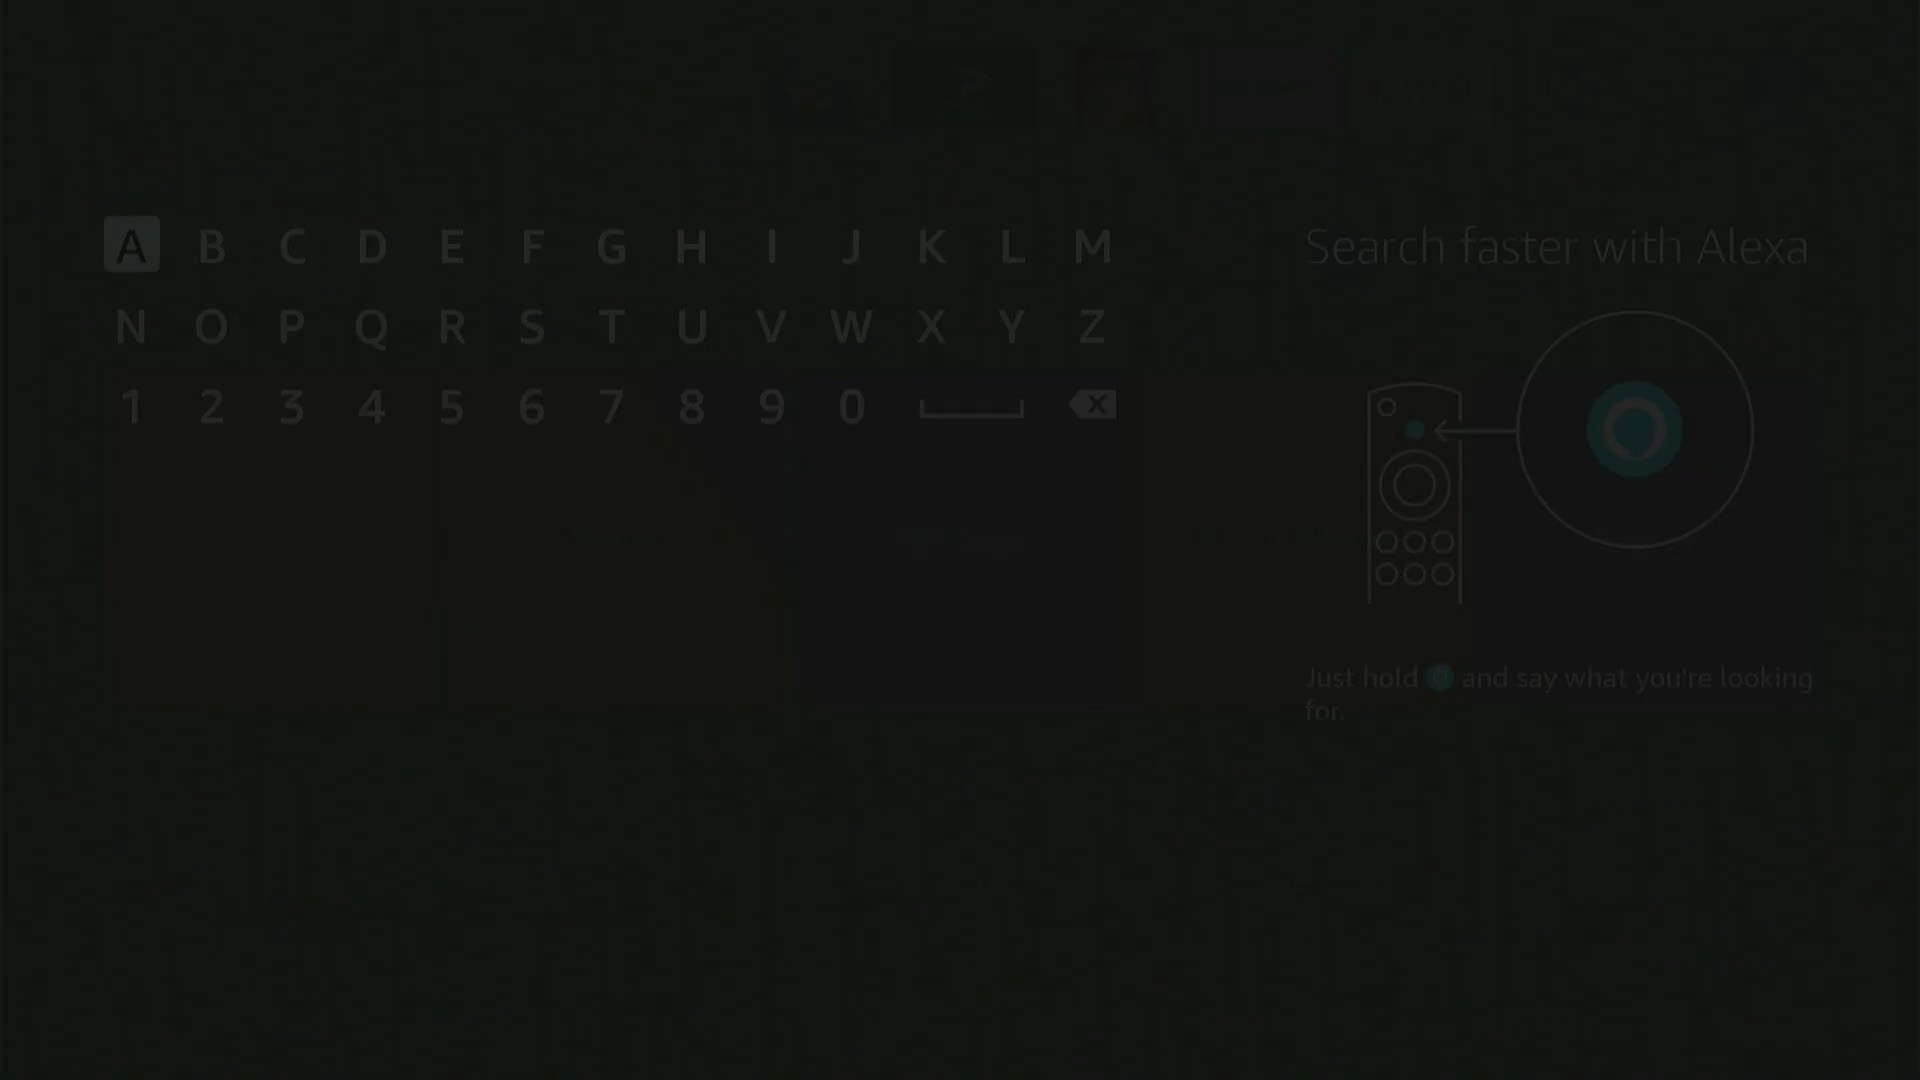 A B C D E F G H I J K L M
N O P Q R S T U V W X Y Z
1 2 3 4 5 6 7 8 9 0
Search faster with Alexa
Just hold and say what you're looking
for.